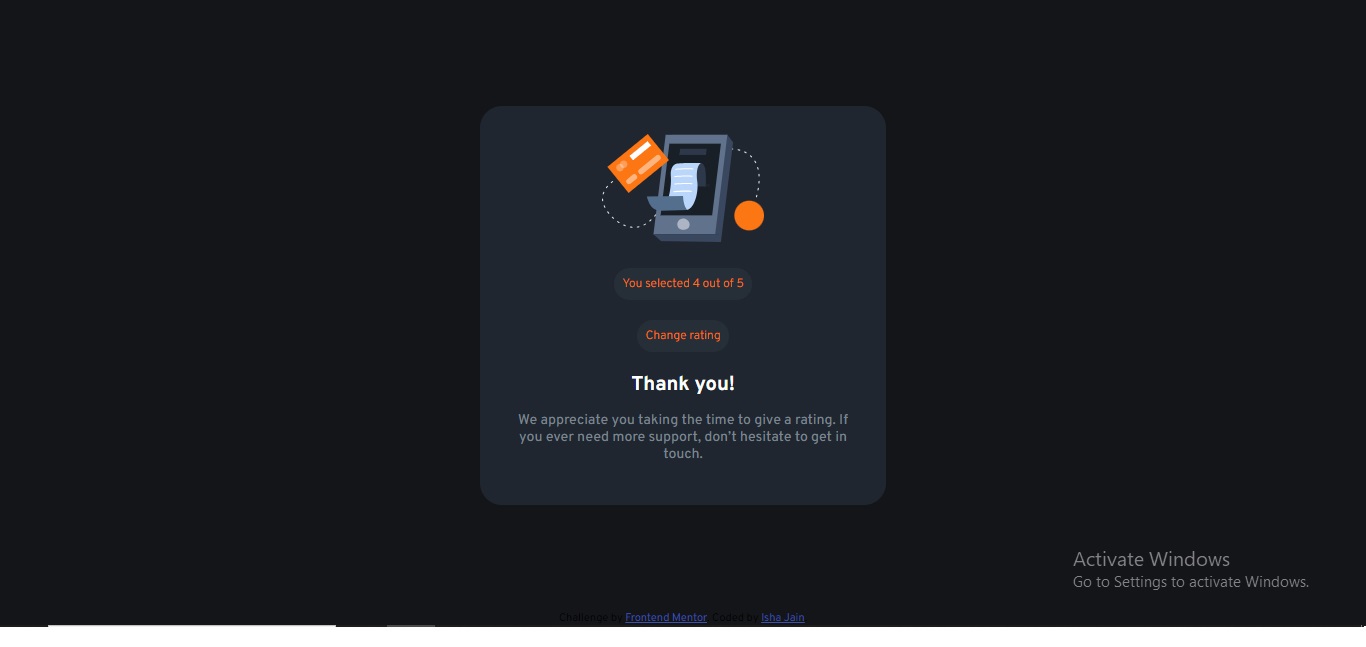 You selected 4 out of 5
Change rating
Thank you!
We appreciate you taking the time to give a rating. If
you ever need more support, don't hesitate to get in
touch.
Activate Windows
Go to Settings to activate Windows.
Challenge by Frontend Mentor. Coded by Isha Jain.